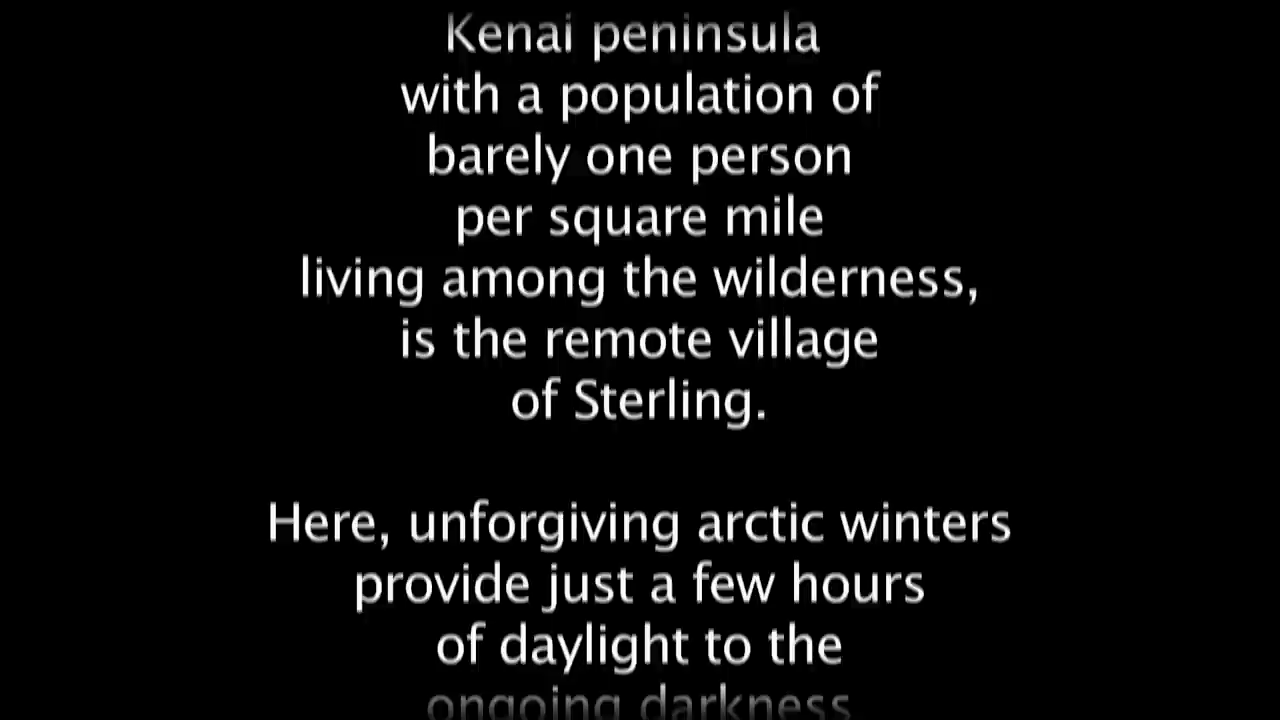 Kenai peninsula
with a population of
barely one person
per square mile
living among the wilderness,
is the remote village
of Sterling.
Here, unforgiving arctic winters
provide just a few hours
of daylight to the
ongoing darkness